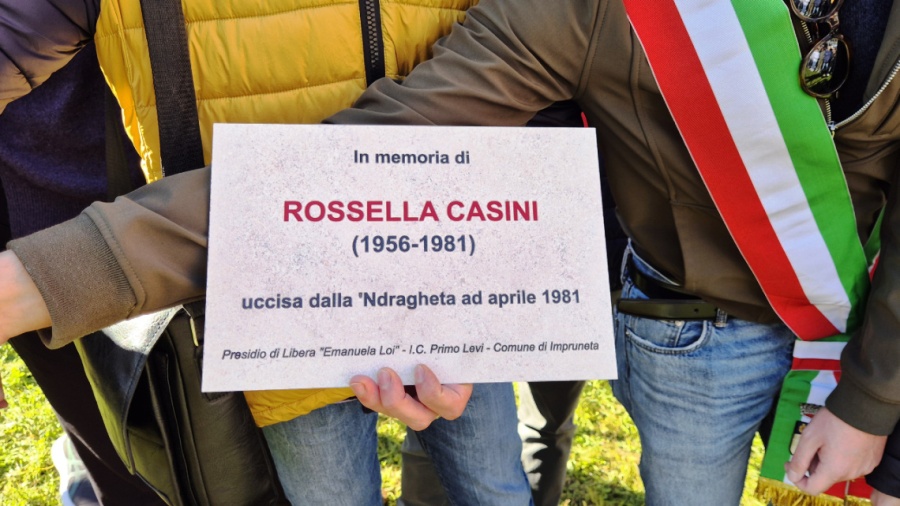 In memoria di
ROSSELLA CASINI
(1956-1981)
uccisa dalla 'Ndragheta ad aprile 1981
Presidio di Libera "Emanuela Loi" - I.C. Primo Levi - Comune di Impruneta